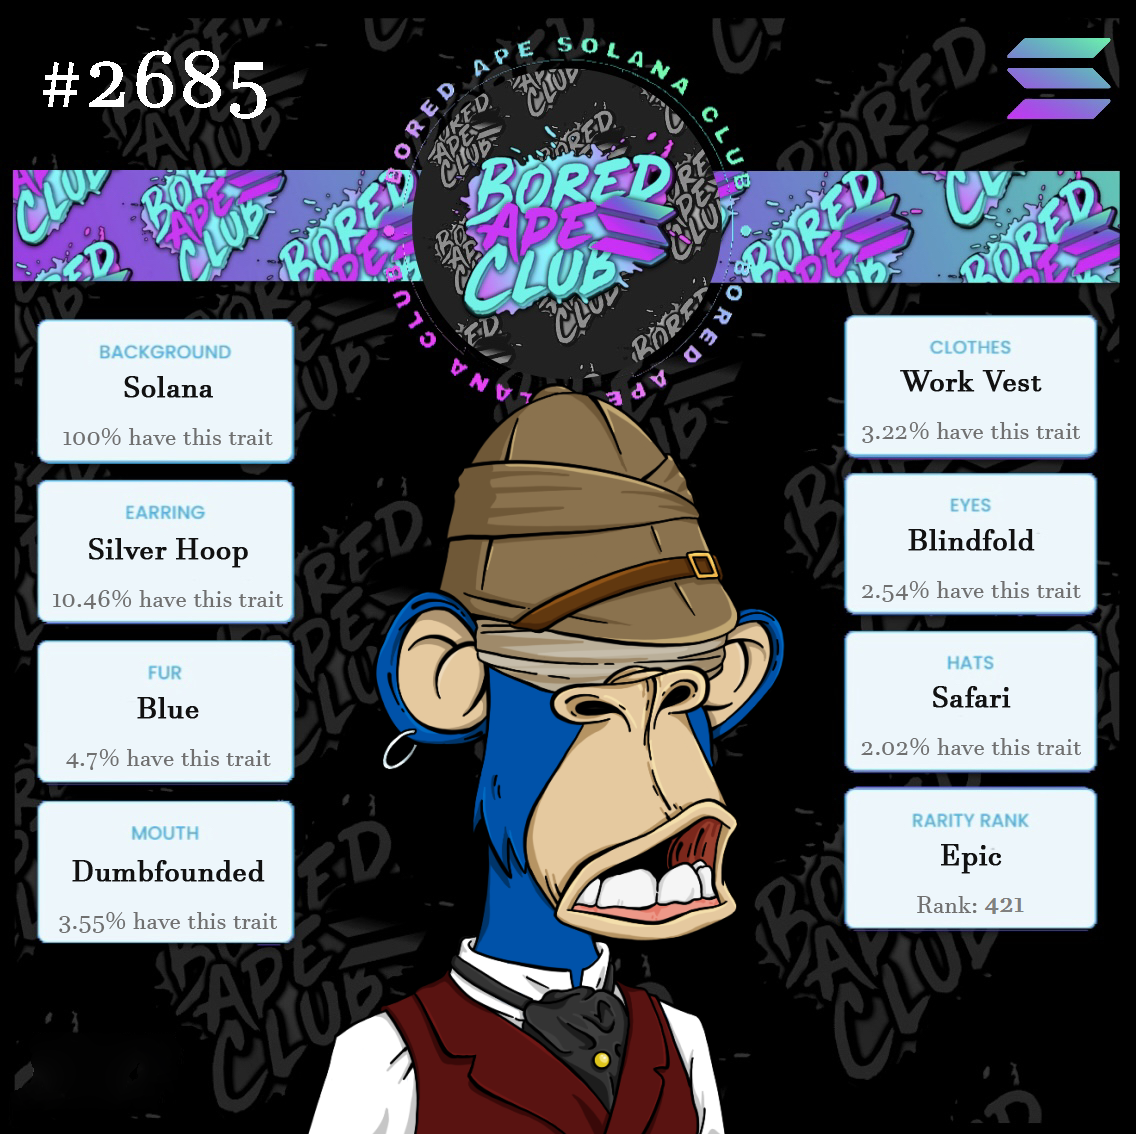 #2685
BORED APE SOLANA CLUB
BORED
APE
CLUB
BACKGROUND
Solana
100% have this trait
EARRING
Silver Hoop
10.46% have this trait
FUR
Blue
4.7% have this trait
MOUTH
Dumbfounded
3.55% have this trait
CLOTHES
Work Vest
3.22% have this trait
EYES
Blindfold
2.54% have this trait
HATS
Safari
2.02% have this trait
RARITY RANK
Epic
Rank: 421